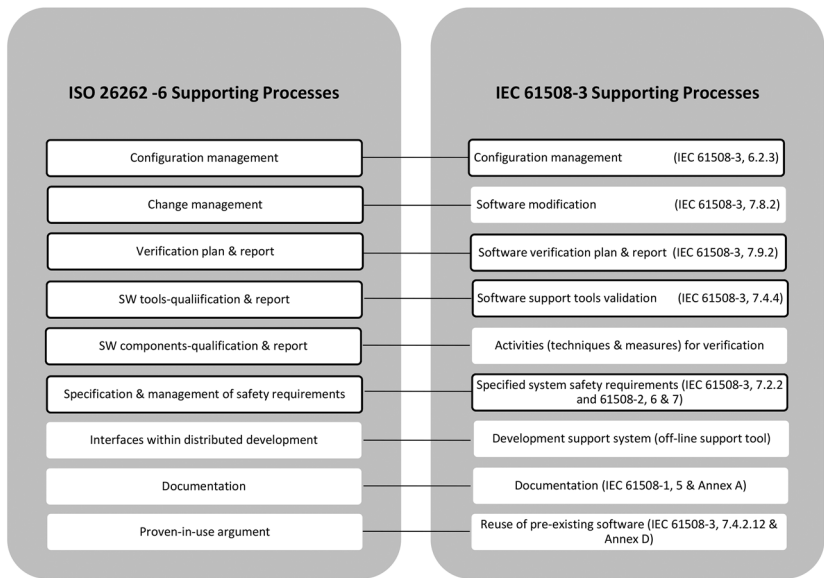 ISO 26262 -6 Supporting Processes
IEC 61508-3 Supporting Processes
Configuration management
Configuration management (IEC 61508-3, 6.2.3)
Change management
Software modification (IEC 61508-3, 7.8.2)
Verification plan & report
Software verification plan & report (IEC 61508-3, 7.9.2)
SW tools-qualiification & report
Software support tools validation (IEC 61508-3, 7.4.4)
SW components-qualification & report
Activities (techniques & measures) for verification
Specification & management of safety requirements
Specified system safety requirements (IEC 61508-3, 7.2.2
and 61508-2, 6 & 7)
Interfaces within distributed development
Development support system (off-line support tool)
Documentation
Documentation (IEC 61508-1, 5 & Annex A)
Proven-in-use argument
Reuse of pre-existing software (IEC 61508-3, 7.4.2.12 &
Annex D)